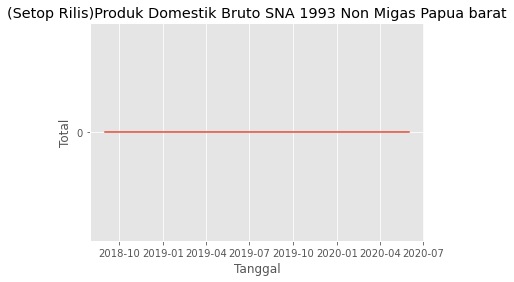 (Setop Rilis)Produk Domestik Bruto SNA 1993 Non Migas Papua barat
Total
0
2018-10 2019-01 2019-04 2019-07 2019-10 2020-01 2020-04 2020-07
Tanggal